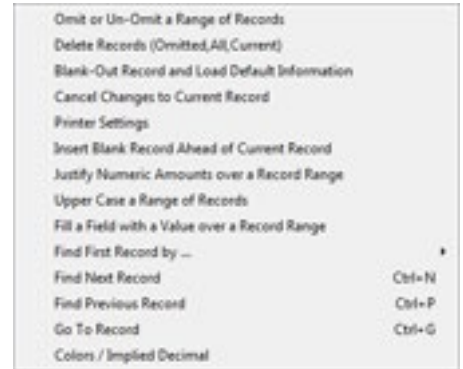 Omit or Un-Omit a Range of Records
Delete Records (Omitted,All,Current)
Blank-Out Record and Load Default Information
Cancel Changes to Current Record
Printer Settings
Insert Blank Record Ahead of Current Record
Justify Numeric Amounts over a Record Range
Upper Case a Range of Records
Fill a Field with a Value over a Record Range
Find First Record by ...
Find Next Record Ctrl+N
Find Previous Record Ctrl+P
Go To Record Ctrl+G
Colors / Implied Decimal